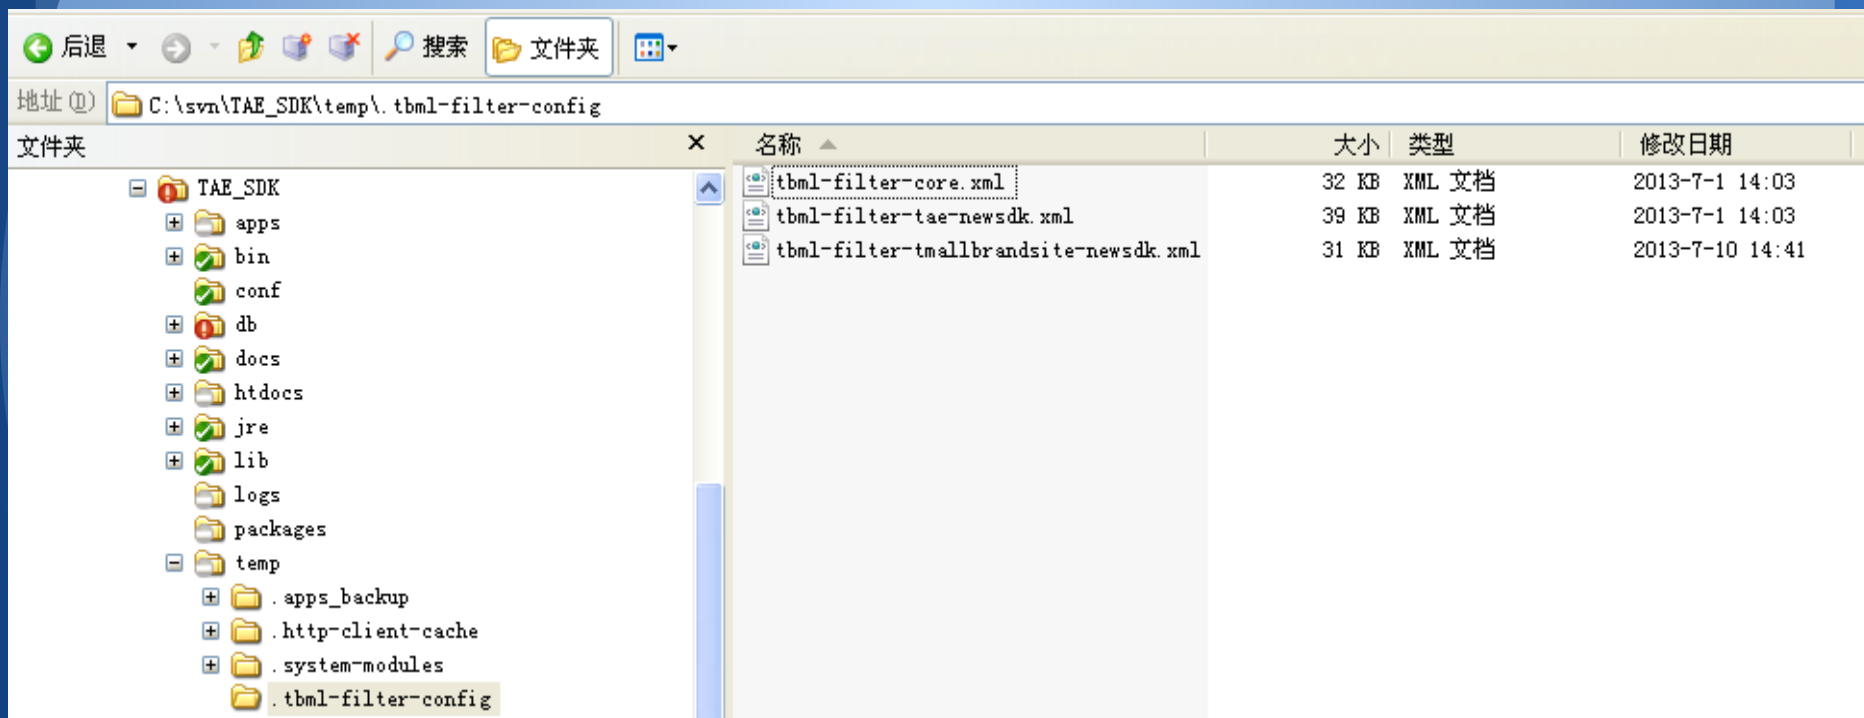 后退 搜索 文件夹
地址(D) C:\svn\TAE_SDK\temp\.tbml-filter-config
文件夹 名称 大小 类型 修改日期
TAE_SDK
apps
bin
conf
db
docs
htdocs
jre
lib
logs
packages
temp
.apps_backup
.http-client-cache
.system-modules
.tbml-filter-config
tbml-filter-core.xml 32 KB XML 文档 2013-7-1 14:03
tbml-filter-tae-newsdk.xml 39 KB XML 文档 2013-7-1 14:03
tbml-filter-tmallbrandsite-newsdk.xml 31 KB XML 文档 2013-7-10 14:41